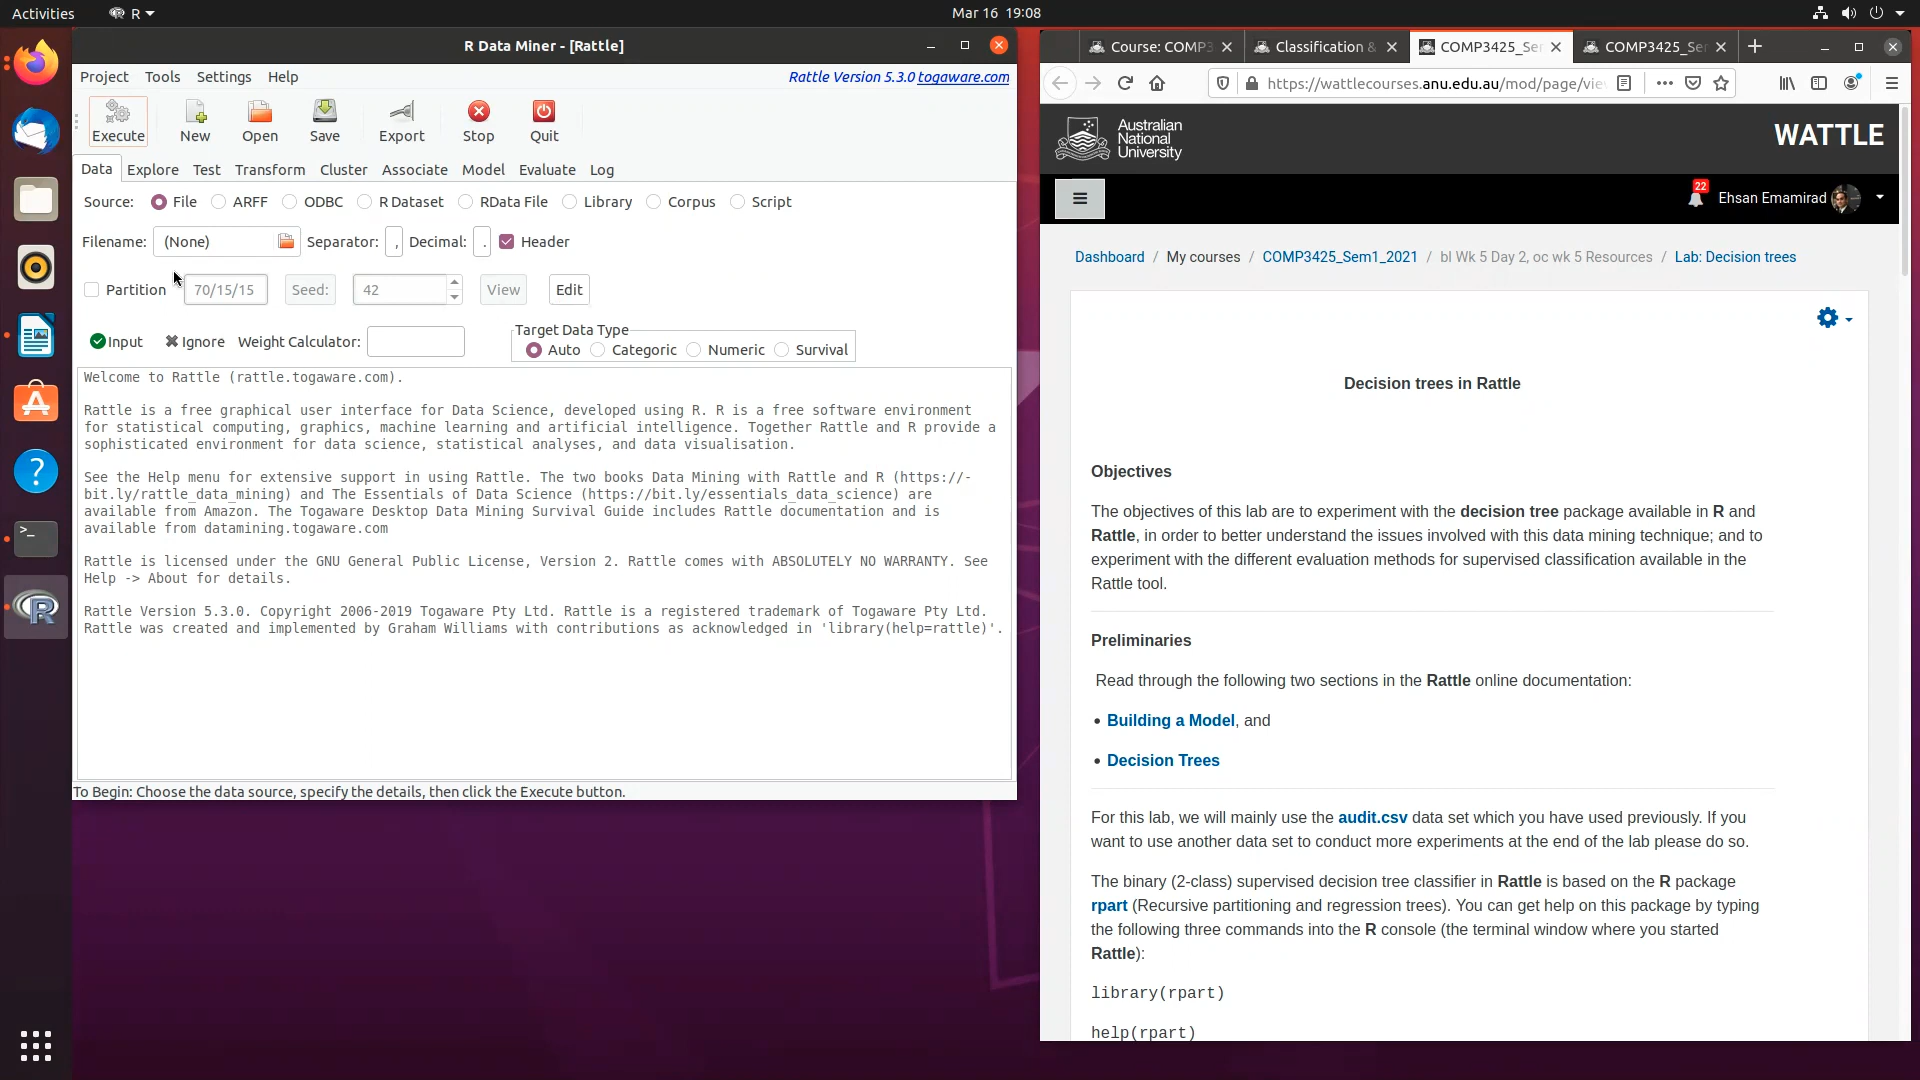 Activities R Mar 16 19:08
R Data Miner - [Rattle]
Project Tools Settings Help Rattle Version 5.3.0 togaware.com
Execute New Open Save Export Stop Quit
Data Explore Test Transform Cluster Associate Model Evaluate Log
Source: File ARFF ODBC R Dataset RData File Library Corpus Script
Filename: (None) Separator: , Decimal: . Header
Partition 70/15/15 Seed: 42 View Edit
Input Ignore Weight Calculator: Target Data Type
Auto Categoric Numeric Survival
Welcome to Rattle (rattle.togaware.com).
Rattle is a free graphical user interface for Data Science, developed using R. R is a free software environment
for statistical computing, graphics, machine learning and artificial intelligence. Together Rattle and R provide a
sophisticated environment for data science, statistical analyses, and data visualisation.
See the Help menu for extensive support in using Rattle. The two books Data Mining with Rattle and R (https://-
bit.ly/rattle_data_mining) and The Essentials of Data Science (https://bit.ly/essentials_data_science) are
available from Amazon. The Togaware Desktop Data Mining Survival Guide includes Rattle documentation and is
available from datamining.togaware.com
Rattle is licensed under the GNU General Public License, Version 2. Rattle comes with ABSOLUTELY NO WARRANTY. See
Help -> About for details.
Rattle Version 5.3.0. Copyright 2006-2019 Togaware Pty Ltd. Rattle is a registered trademark of Togaware Pty Ltd.
Rattle was created and implemented by Graham Williams with contributions as acknowledged in 'library(help=rattle)'.
To Begin: Choose the data source, specify the details, then click the Execute button.
Course: COMP3 Classification & COMP3425_Se COMP3425_Se
https://wattlecourses.anu.edu.au/mod/page/vie
Australian
National
University
WATTLE
22 Ehsan Emamirad
Dashboard / My courses / COMP3425_Sem1_2021 / bl Wk 5 Day 2, oc wk 5 Resources / Lab: Decision trees
Decision trees in Rattle
Objectives
The objectives of this lab are to experiment with the decision tree package available in R and
Rattle, in order to better understand the issues involved with this data mining technique; and to
experiment with the different evaluation methods for supervised classification available in the
Rattle tool.
Preliminaries
Read through the following two sections in the Rattle online documentation:
• Building a Model, and
• Decision Trees
For this lab, we will mainly use the audit.csv data set which you have used previously. If you
want to use another data set to conduct more experiments at the end of the lab please do so.
The binary (2-class) supervised decision tree classifier in Rattle is based on the R package
rpart (Recursive partitioning and regression trees). You can get help on this package by typing
the following three commands into the R console (the terminal window where you started
Rattle):
library(rpart)
help(rpart)